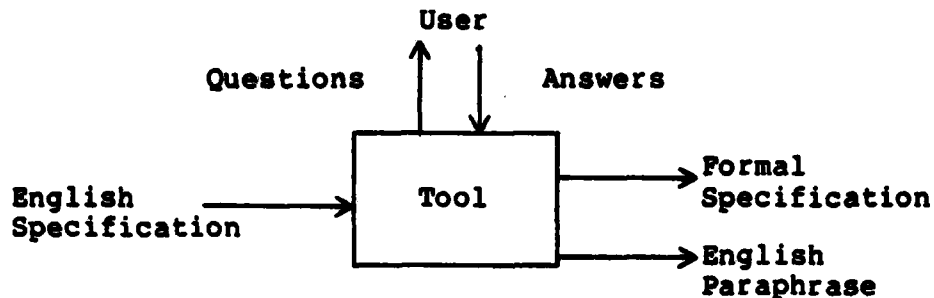 User
Questions
Answers
English
Specification
Tool
Formal
Specification
English
Paraphrase